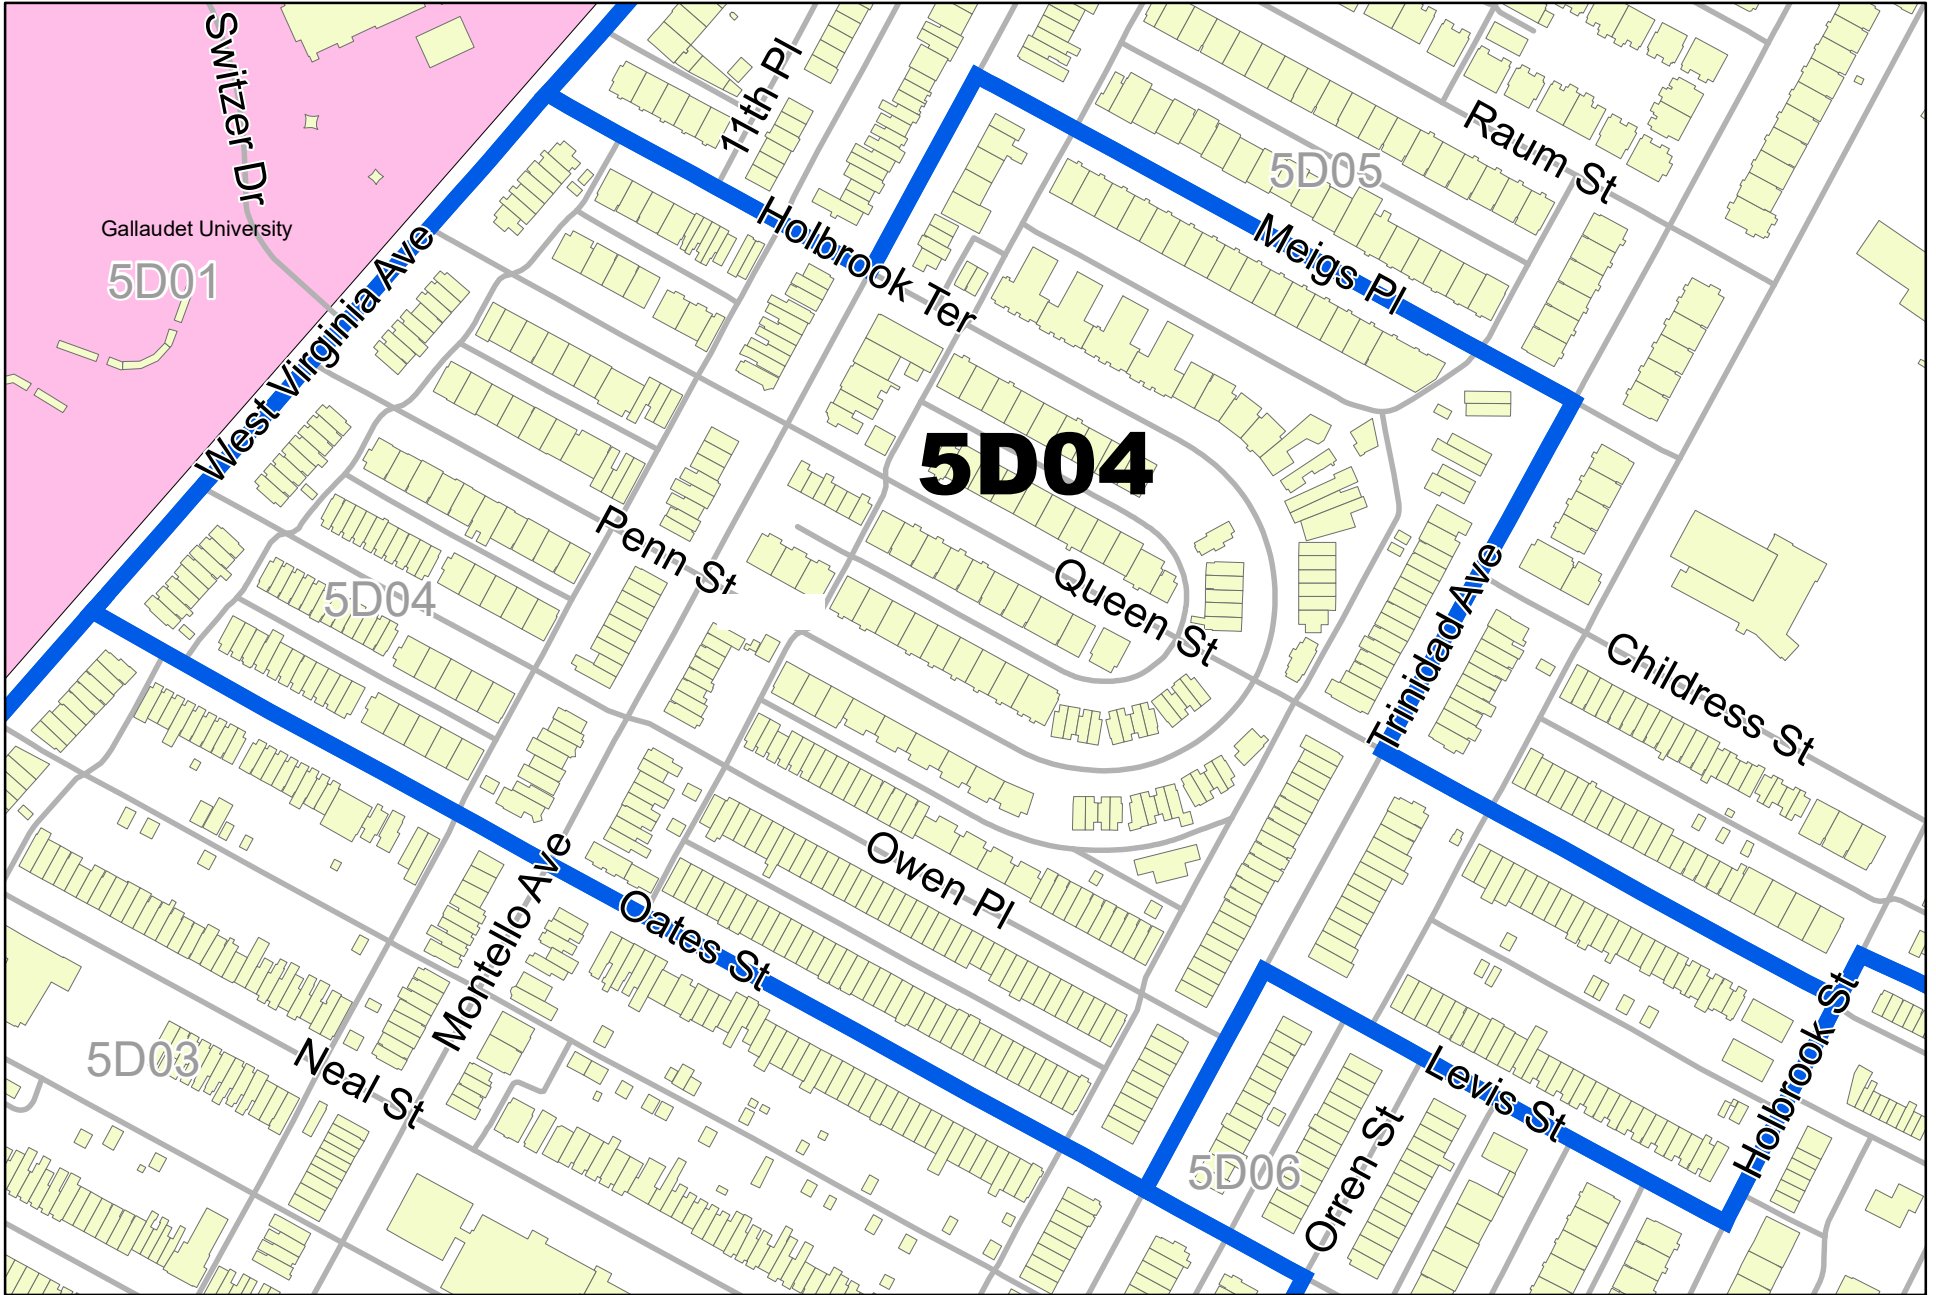 Switzer Dr
11th Pl
Raum St
5D05
Gallaudet University
5D01
West Virginia Ave
Holbrook Ter
Meigs Pl
5D04
Penn St
Queen St
5D04
Trinidad Ave
Childress St
Owen Pl
Montello Ave
Oates St
5D03
Neal St
Levis St
Holbrook St
5D06
Orren St